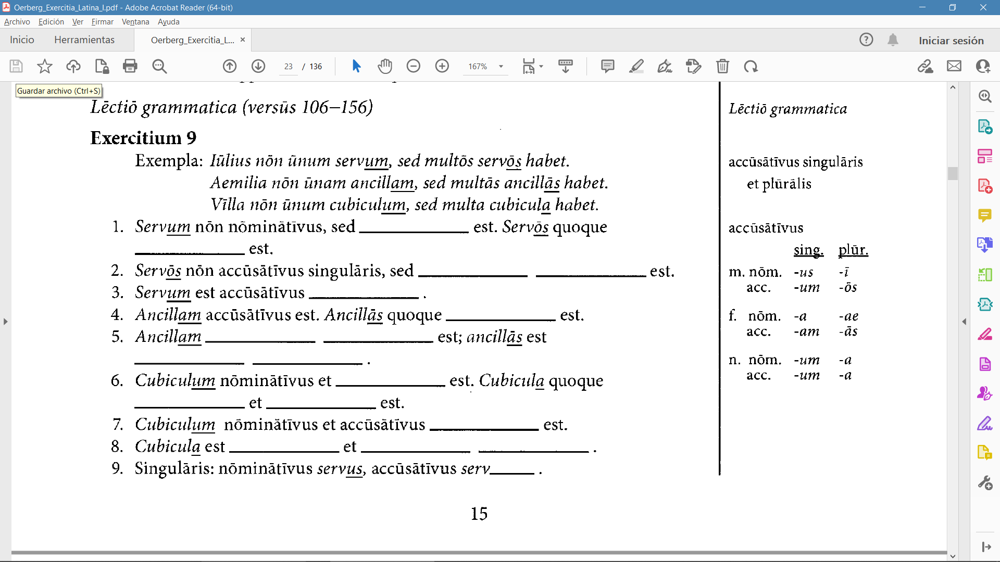 Oerberg_Exercitia_Latina_I.pdf - Adobe Acrobat Reader (64-bit)
Archivo Edición Ver Firmar Ventana Ayuda
Inicio Herramientas Oerberg_Exercitia_L... × Iniciar sesión
23 / 136 167%
Guardar archivo (Ctrl+S)
Lēctiō grammatica (versūs 106–156)
Exercitium 9
Exempla: Iūlius nōn ūnum servum, sed multōs servōs habet.
Aemilia nōn ūnam ancillam, sed multās ancillās habet.
Vīlla nōn ūnum cubiculum, sed multa cubicula habet.
1. Servum nōn nōminātīvus, sed ____________ est. Servōs quoque
____________ est.
2. Servōs nōn accūsātīvus singulāris, sed ____________ ____________ est.
3. Servum est accūsātīvus ____________ .
4. Ancillam accūsātīvus est. Ancillās quoque ____________ est.
5. Ancillam ____________ ____________ est; ancillās est
____________ ____________ .
6. Cubiculum nōminātīvus et ____________ est. Cubicula quoque
____________ et ____________ est.
7. Cubiculum nōminātīvus et accūsātīvus ____________ est.
8. Cubicula est ____________ et ____________ ____________ .
9. Singulāris: nōminātīvus servus, accūsātīvus serv_____ .
15
Lēctiō grammatica
accūsātīvus singulāris
et plūrālis
accūsātīvus
sing. plūr.
m. nōm. -us -ī
acc. -um -ōs
f. nōm. -a -ae
acc. -am -ās
n. nōm. -um -a
acc. -um -a